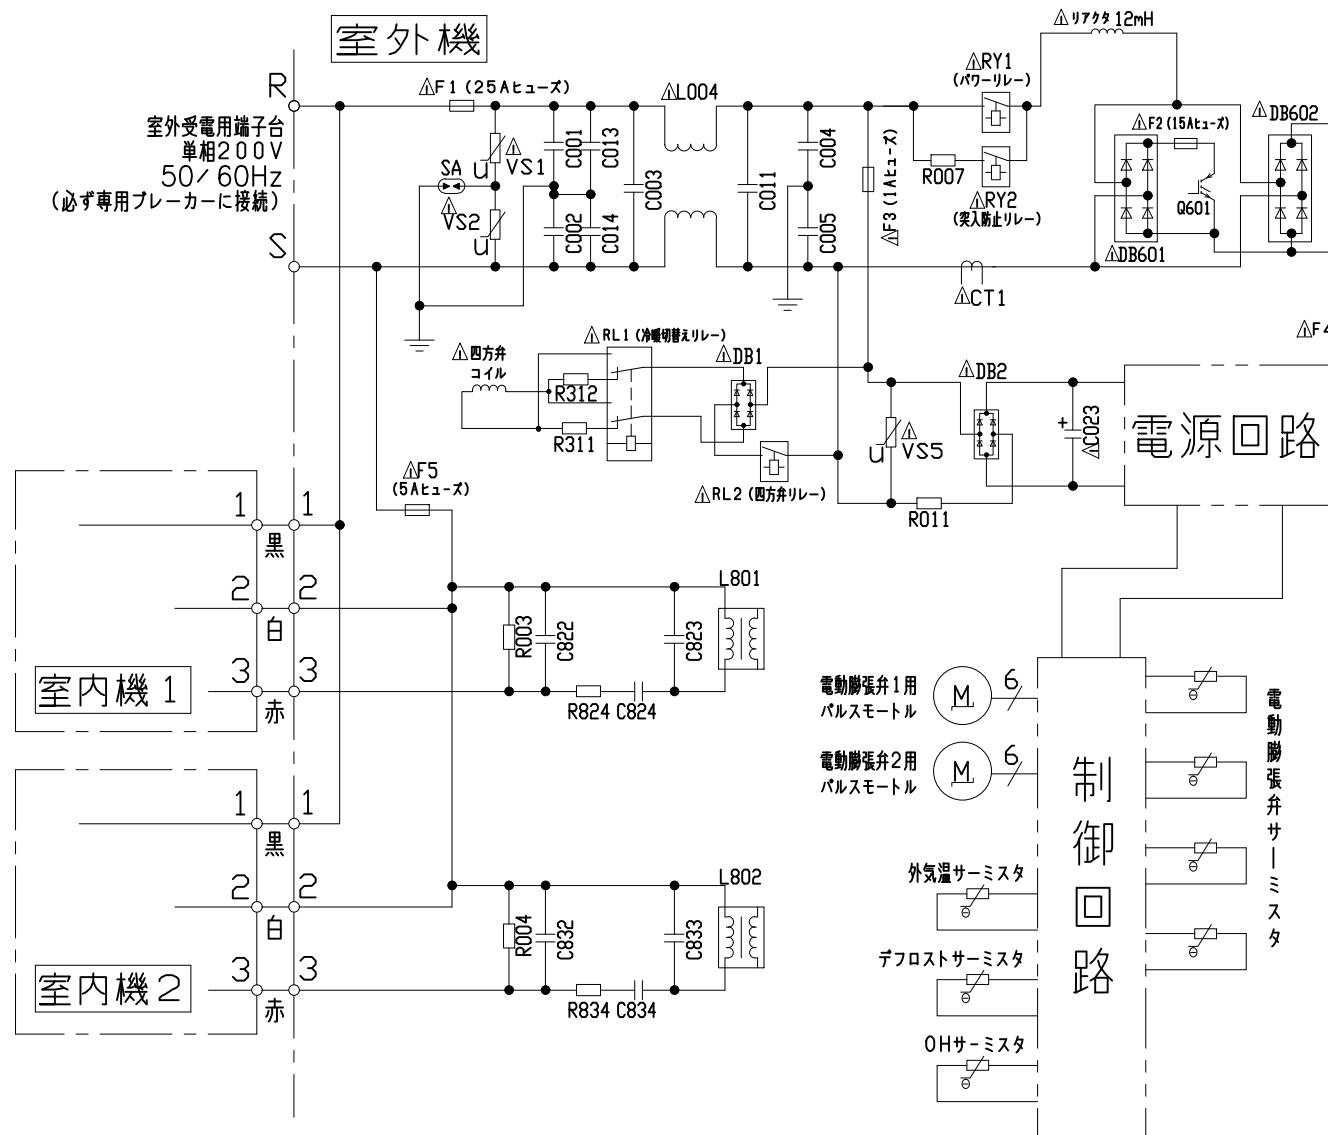 室外機
R
室外受電用端子台
単相200V
50/60Hz
(必ず専用ブレーカーに接続)
S
F1(25Aヒューズ)
SA
VS1
VS2
u
u
C001
C013
C002
C014
C003
L004
C011
C004
C005
F3(1Aヒューズ)
RY1
(パワーリレー)
R007
RY2
(突入防止リレー)
リアクタ 12mH
F2(15Aヒューズ)
DB602
Q601
DB601
CT1
F4
四方弁
コイル
RL1(冷暖切替えリレー)
R312
R311
DB1
RL2(四方弁リレー)
DB2
u
VS5
R011
+
C023
電源回路
F5
(5Aヒューズ)
1
1
黒
2
2
白
3
3
赤
室内機1
R003
C822
C823
L801
R824
C824
1
1
黒
2
2
白
3
3
赤
室内機2
R004
C832
C833
L802
R834
C834
電動膨張弁1用
パルスモートル
M
6
電動膨張弁2用
パルスモートル
M
6
外気温サーミスタ
θ
デフロストサーミスタ
θ
OHサーミスタ
θ
制御回路
θ
θ
θ
θ
電動膨張弁サーミスタ